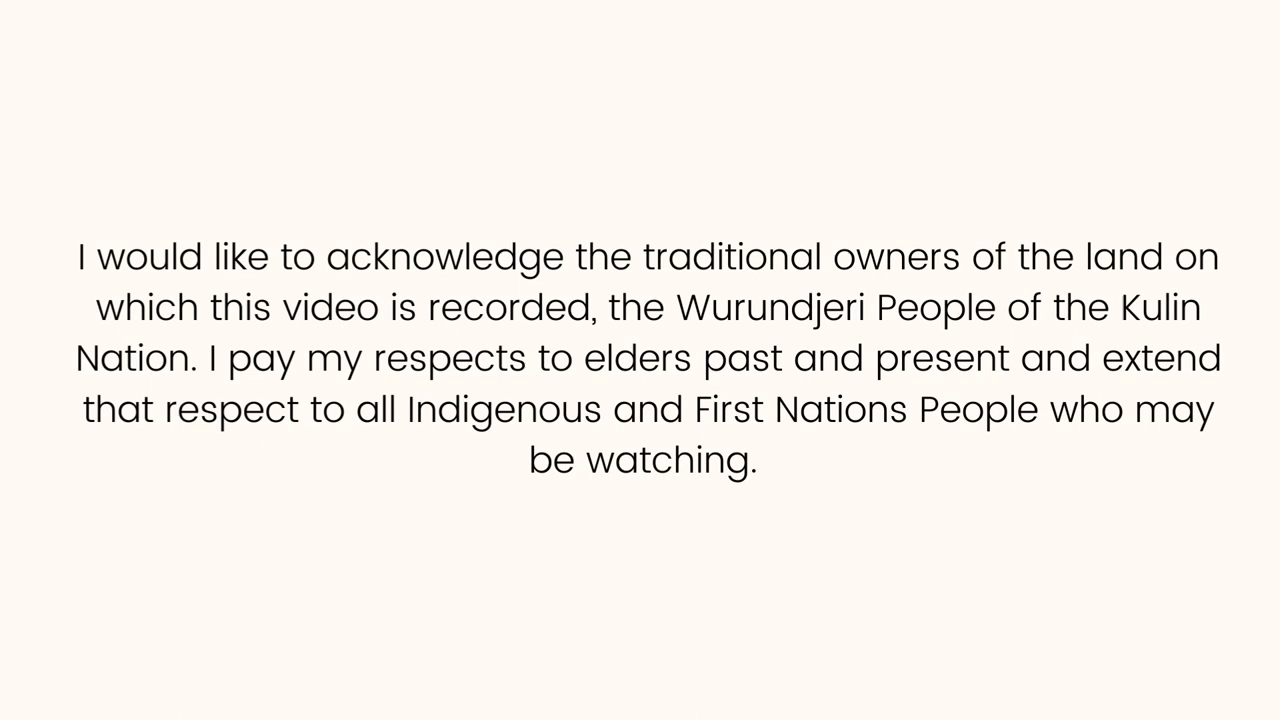 I would like to acknowledge the traditional owners of the land on
which this video is recorded, the Wurundjeri People of the Kulin
Nation. I pay my respects to elders past and present and extend
that respect to all Indigenous and First Nations People who may
be watching.